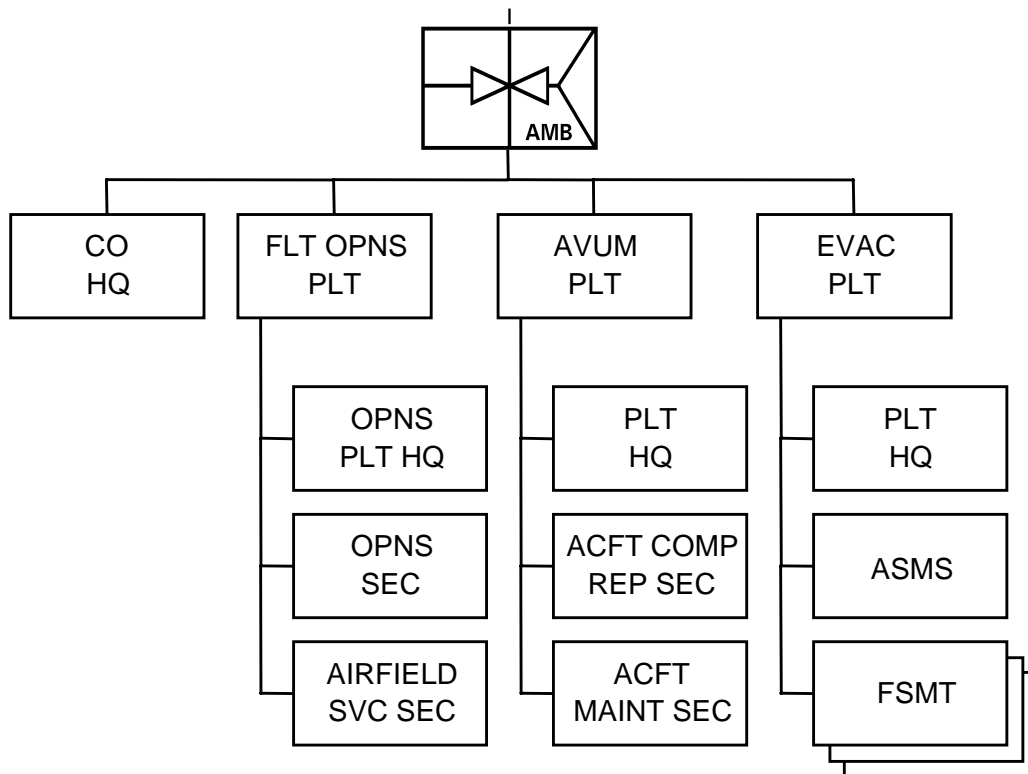 AMB
CO
HQ
FLT OPNS
PLT
AVUM
PLT
EVAC
PLT
OPNS
PLT HQ
PLT
HQ
PLT
HQ
OPNS
SEC
ACFT COMP
REP SEC
ASMS
AIRFIELD
SVC SEC
ACFT
MAINT SEC
FSMT